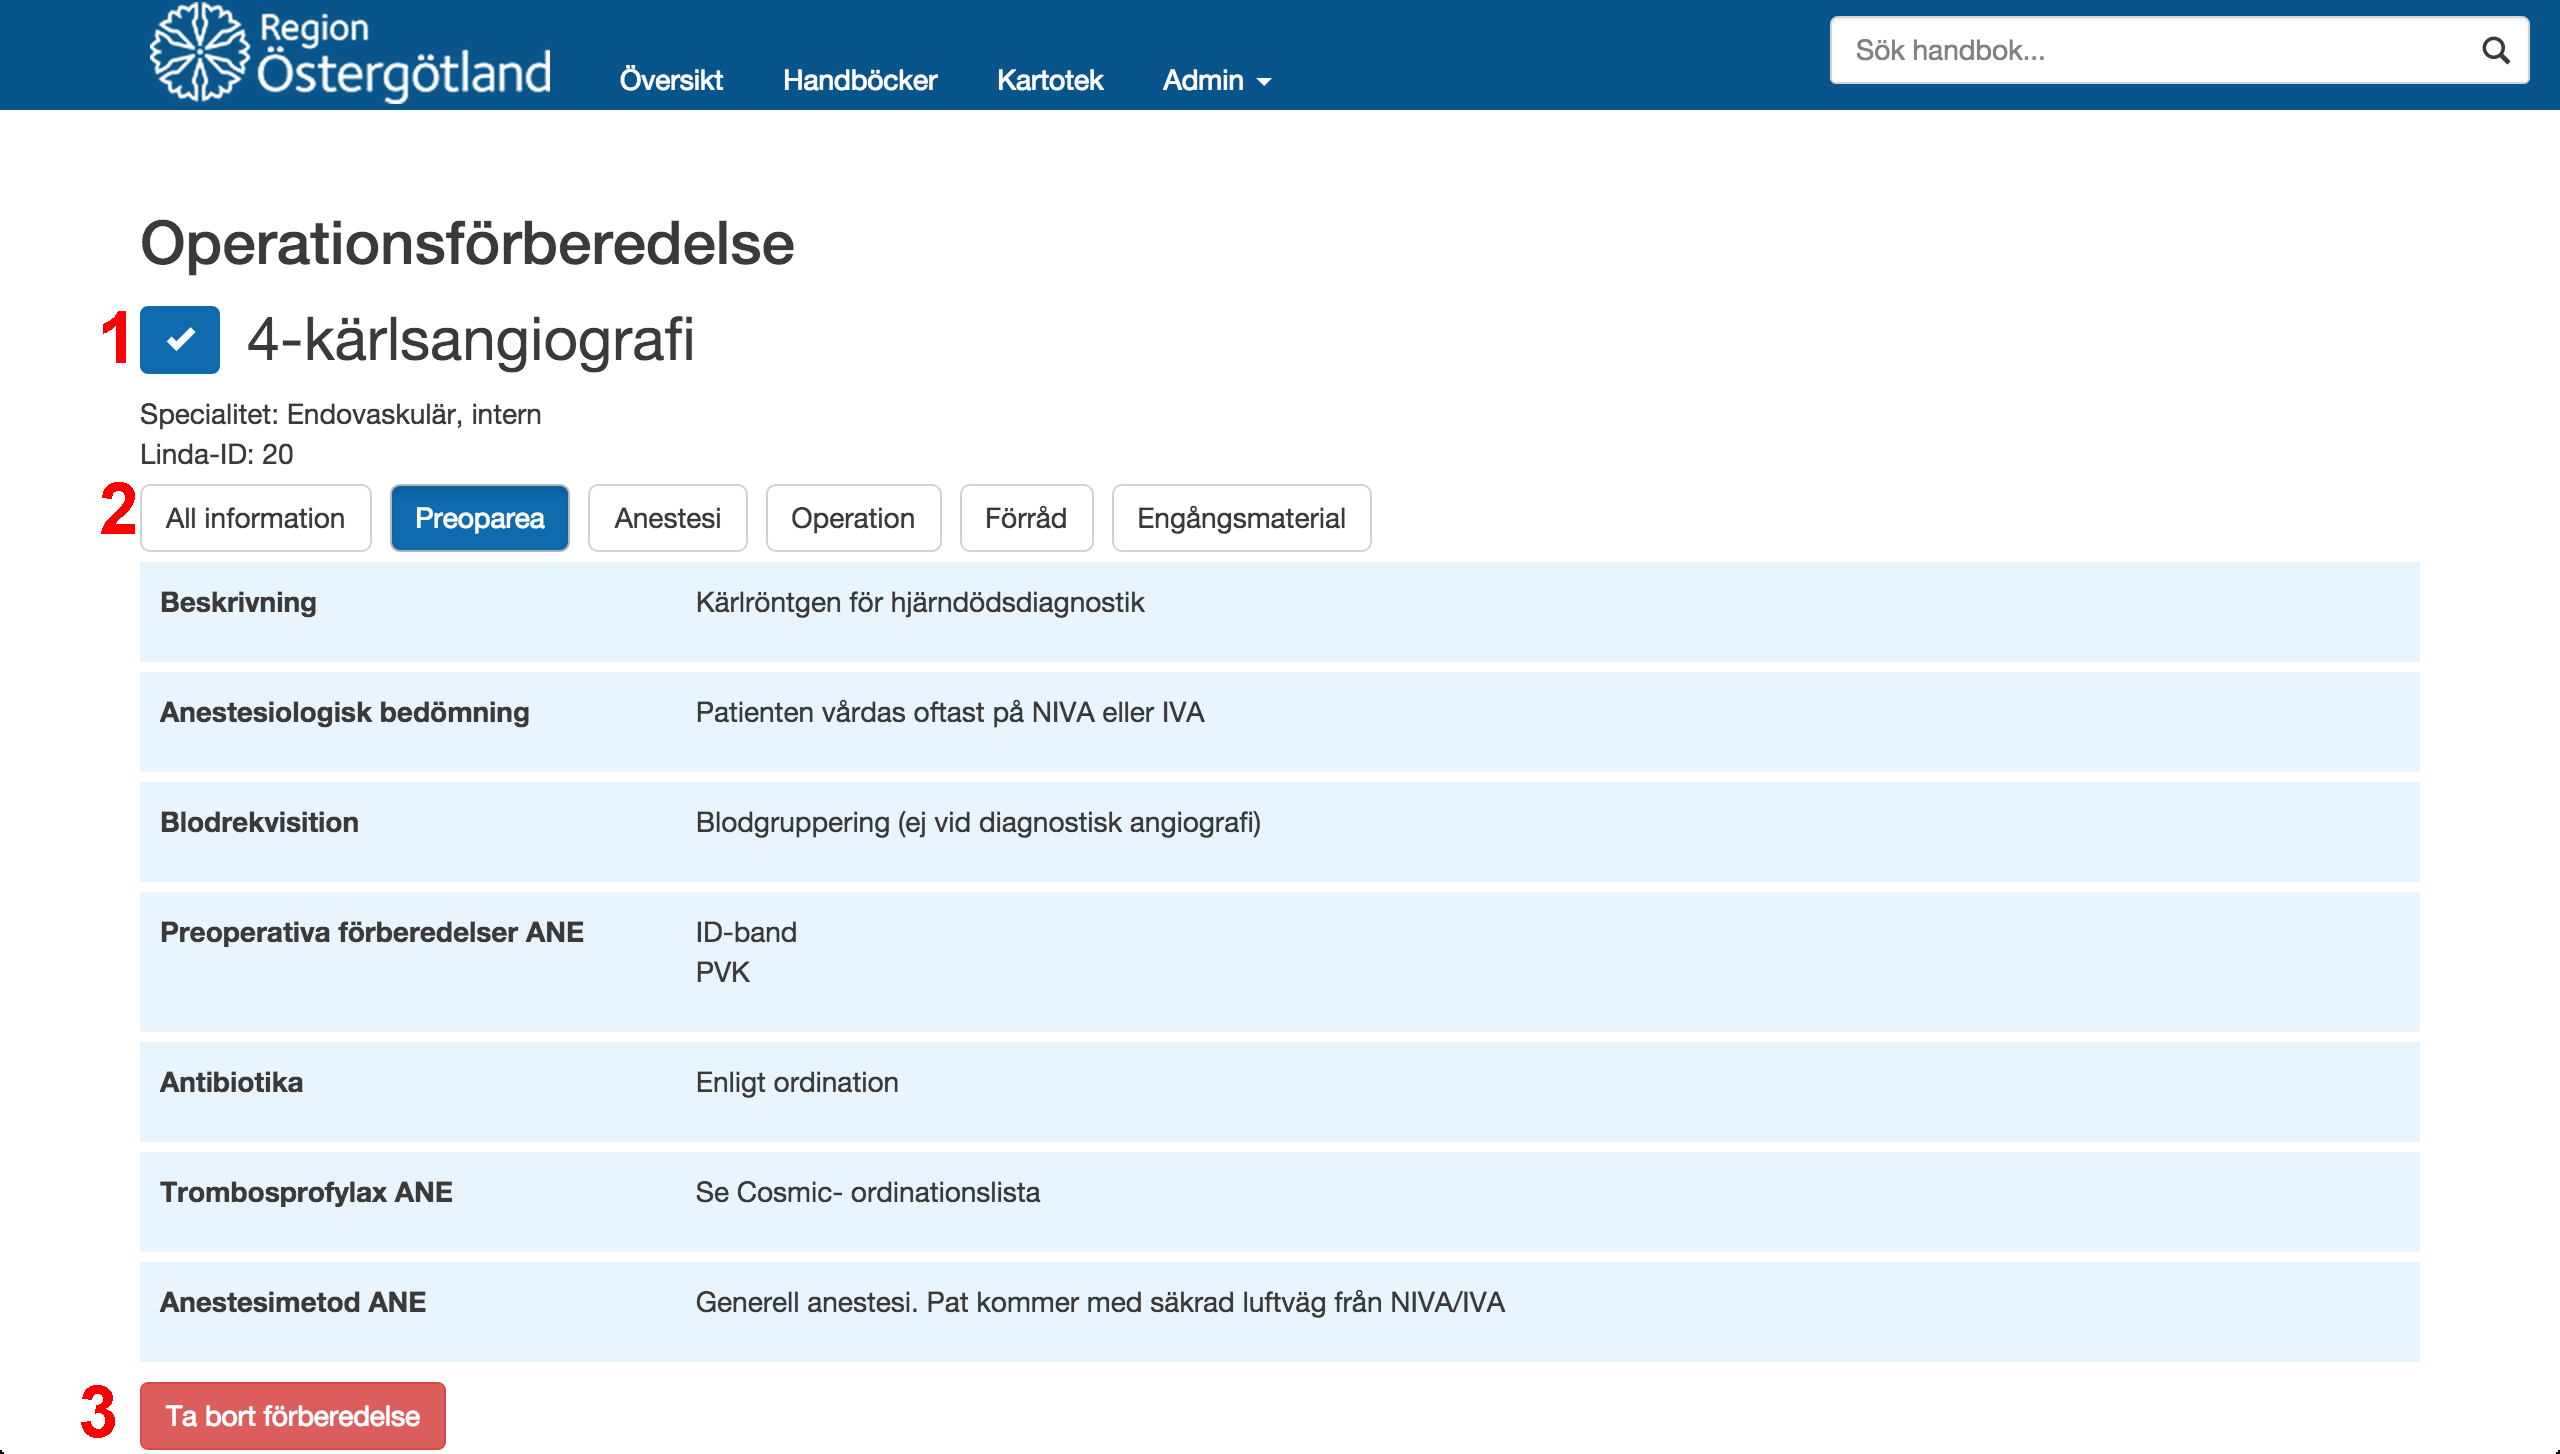 Region
Östergötland
Översikt Handböcker Kartotek Admin
Sök handbok...
Operationsförberedelse
1 4-kärlsangiografi
Specialitet: Endovaskulär, intern
Linda-ID: 20
2 All information Preoparea Anestesi Operation Förråd Engångsmaterial
Beskrivning Kärlröntgen för hjärndödsdiagnostik
Anestesiologisk bedömning Patienten vårdas oftast på NIVA eller IVA
Blodrekvisition Blodgruppering (ej vid diagnostisk angiografi)
Preoperativa förberedelser ANE ID-band
PVK
Antibiotika Enligt ordination
Trombosprofylax ANE Se Cosmic- ordinationslista
Anestesimetod ANE Generell anestesi. Pat kommer med säkrad luftväg från NIVA/IVA
3 Ta bort förberedelse